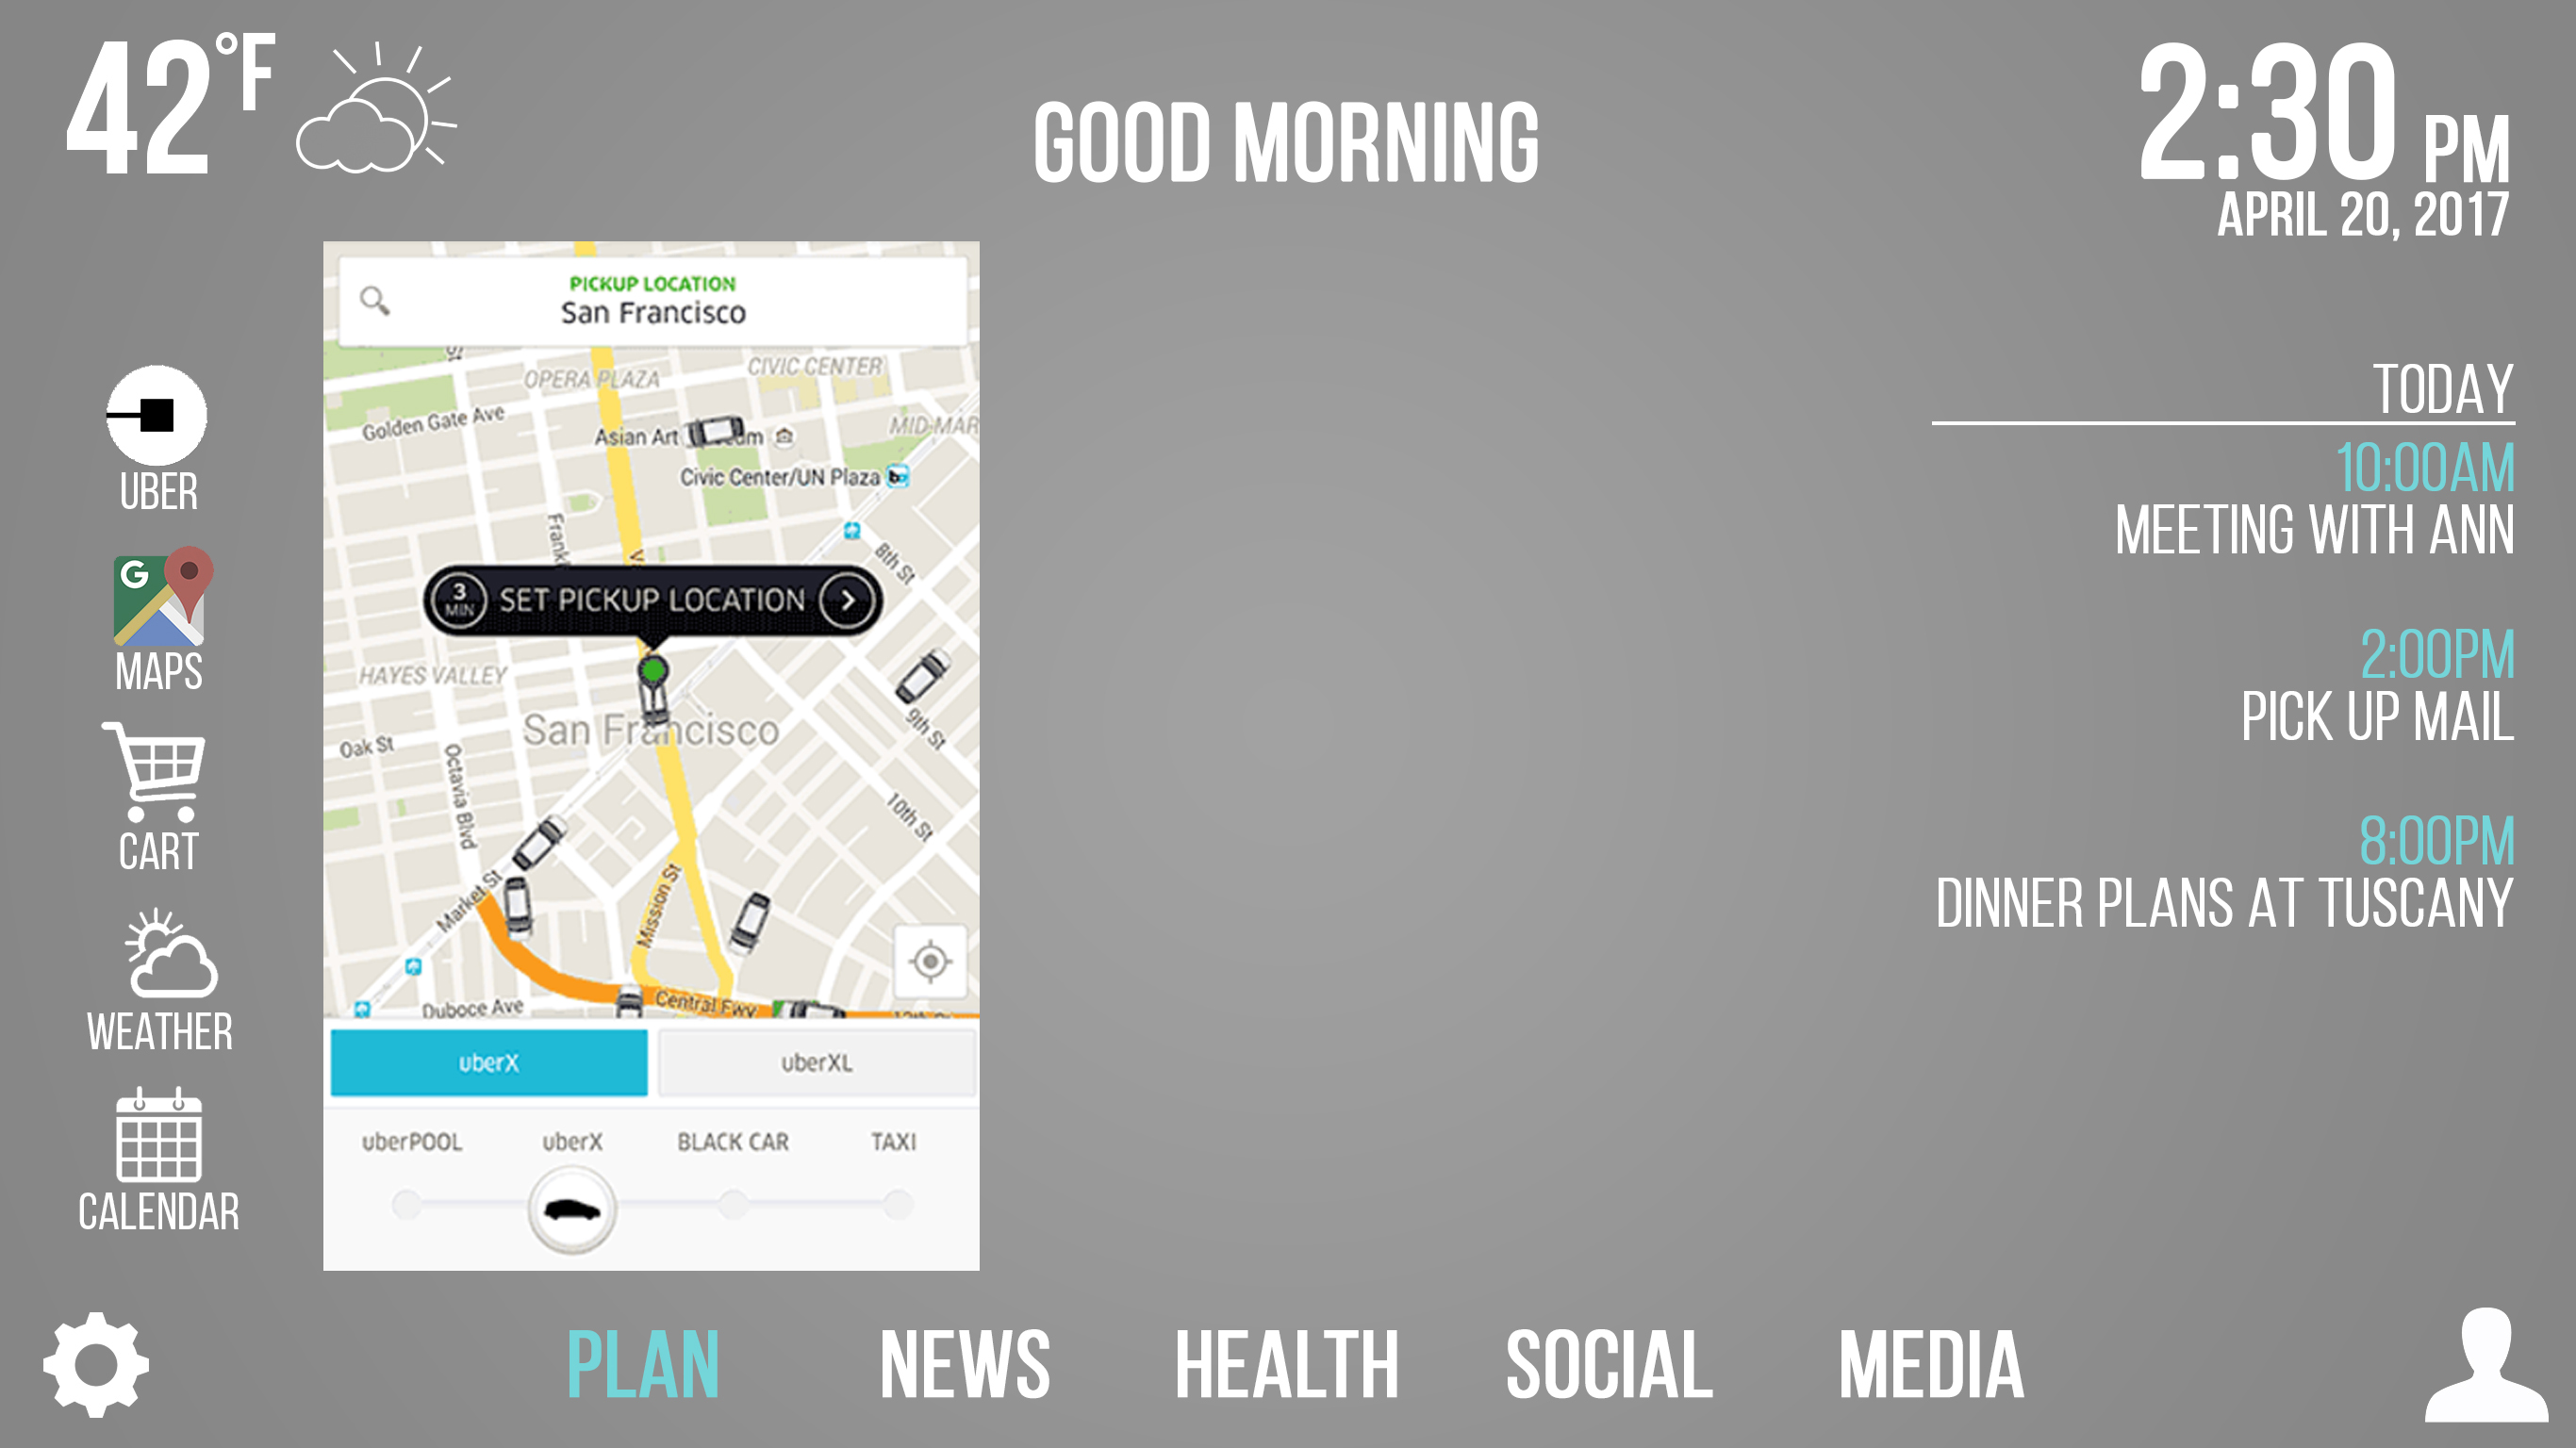 42°F
GOOD MORNING
2:30 PM
APRIL 20, 2017
UBER
G
MAPS
CART
WEATHER
CALENDAR
PICKUP LOCATION
San Francisco
OPERA PLAZA
CIVIC CENTER
Golden Gate Ave
Asian Art
MID-MAR
Civic Center/UN Plaza
8th St
3 MIN
SET PICKUP LOCATION
HAYES VALLEY
9th St
San Francisco
Oak St
Octavia Blvd
10th St
Market St
Mission St
Duboce Ave
Central Fwy
uberX
uberXL
uberPOOL
uberX
BLACK CAR
TAXI
TODAY
10:00AM
MEETING WITH ANN
2:00PM
PICK UP MAIL
8:00PM
DINNER PLANS AT TUSCANY
PLAN
NEWS
HEALTH
SOCIAL
MEDIA